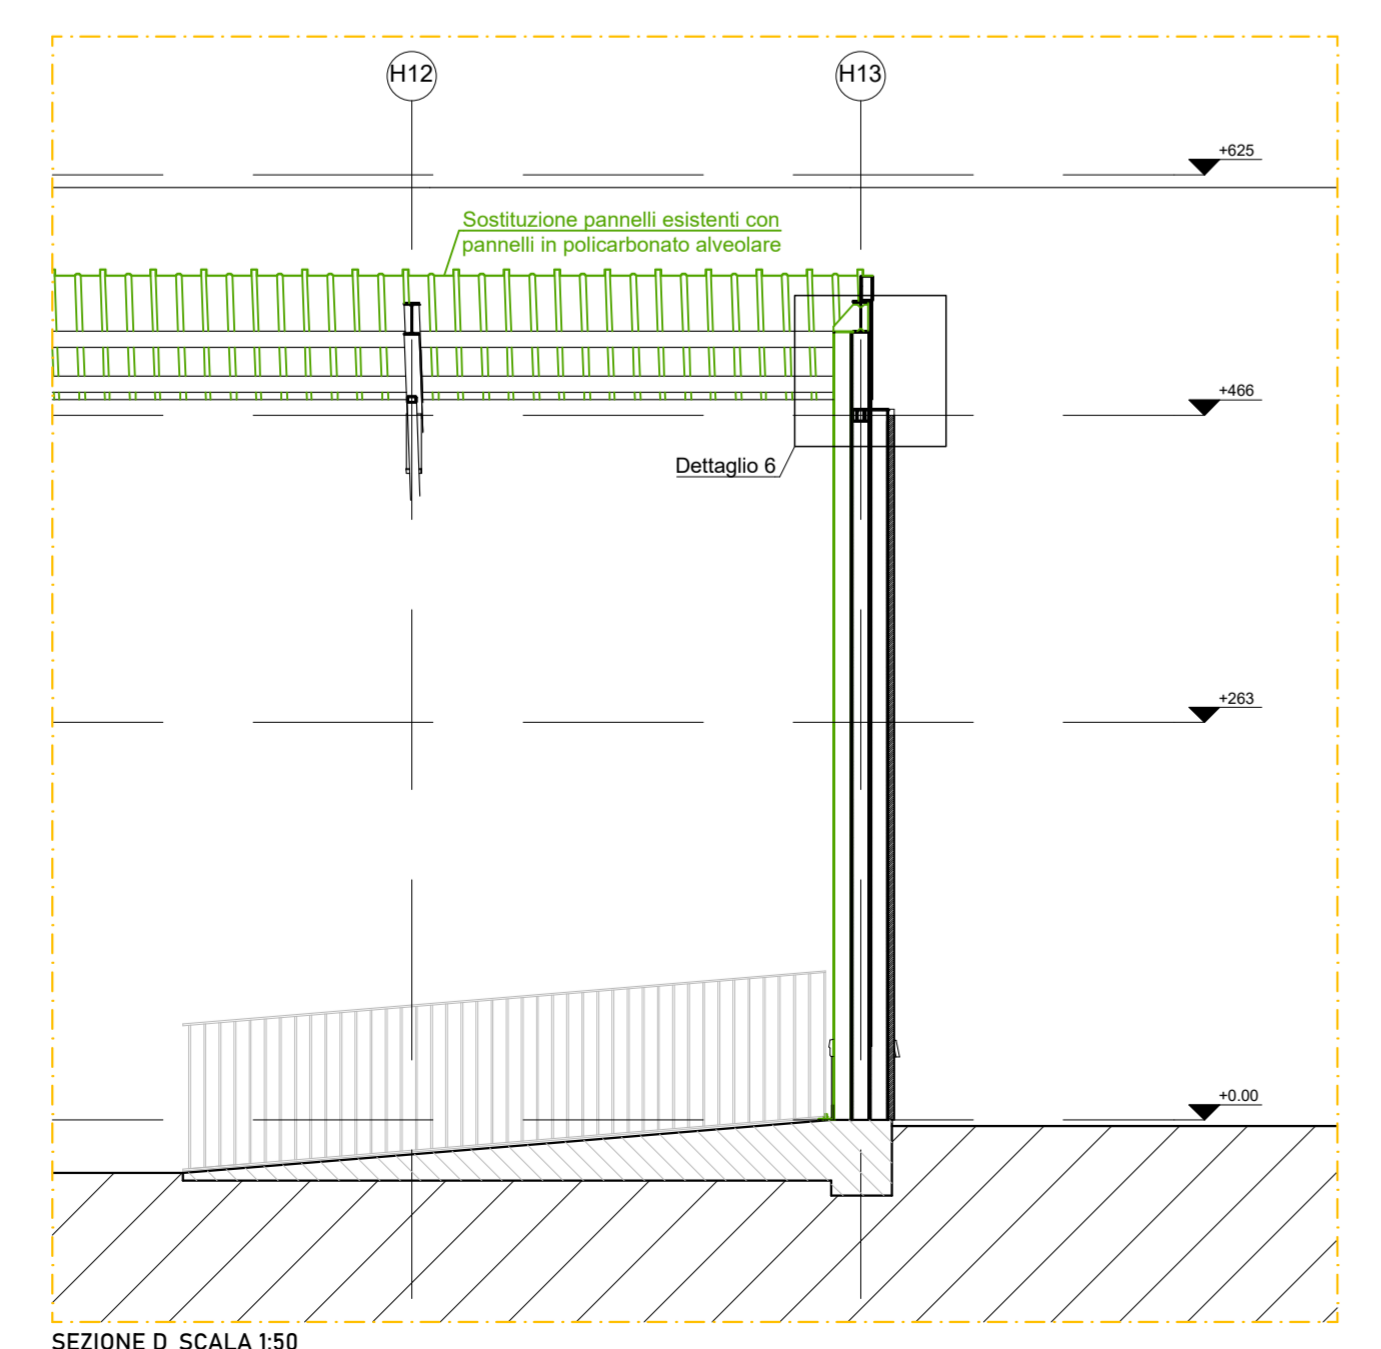 H12
H13
+625
Sostituzione pannelli esistenti con
pannelli in policarbonato alveolare
+466
Dettaglio 6
+263
+0.00
SEZIONE D SCALA 1:50